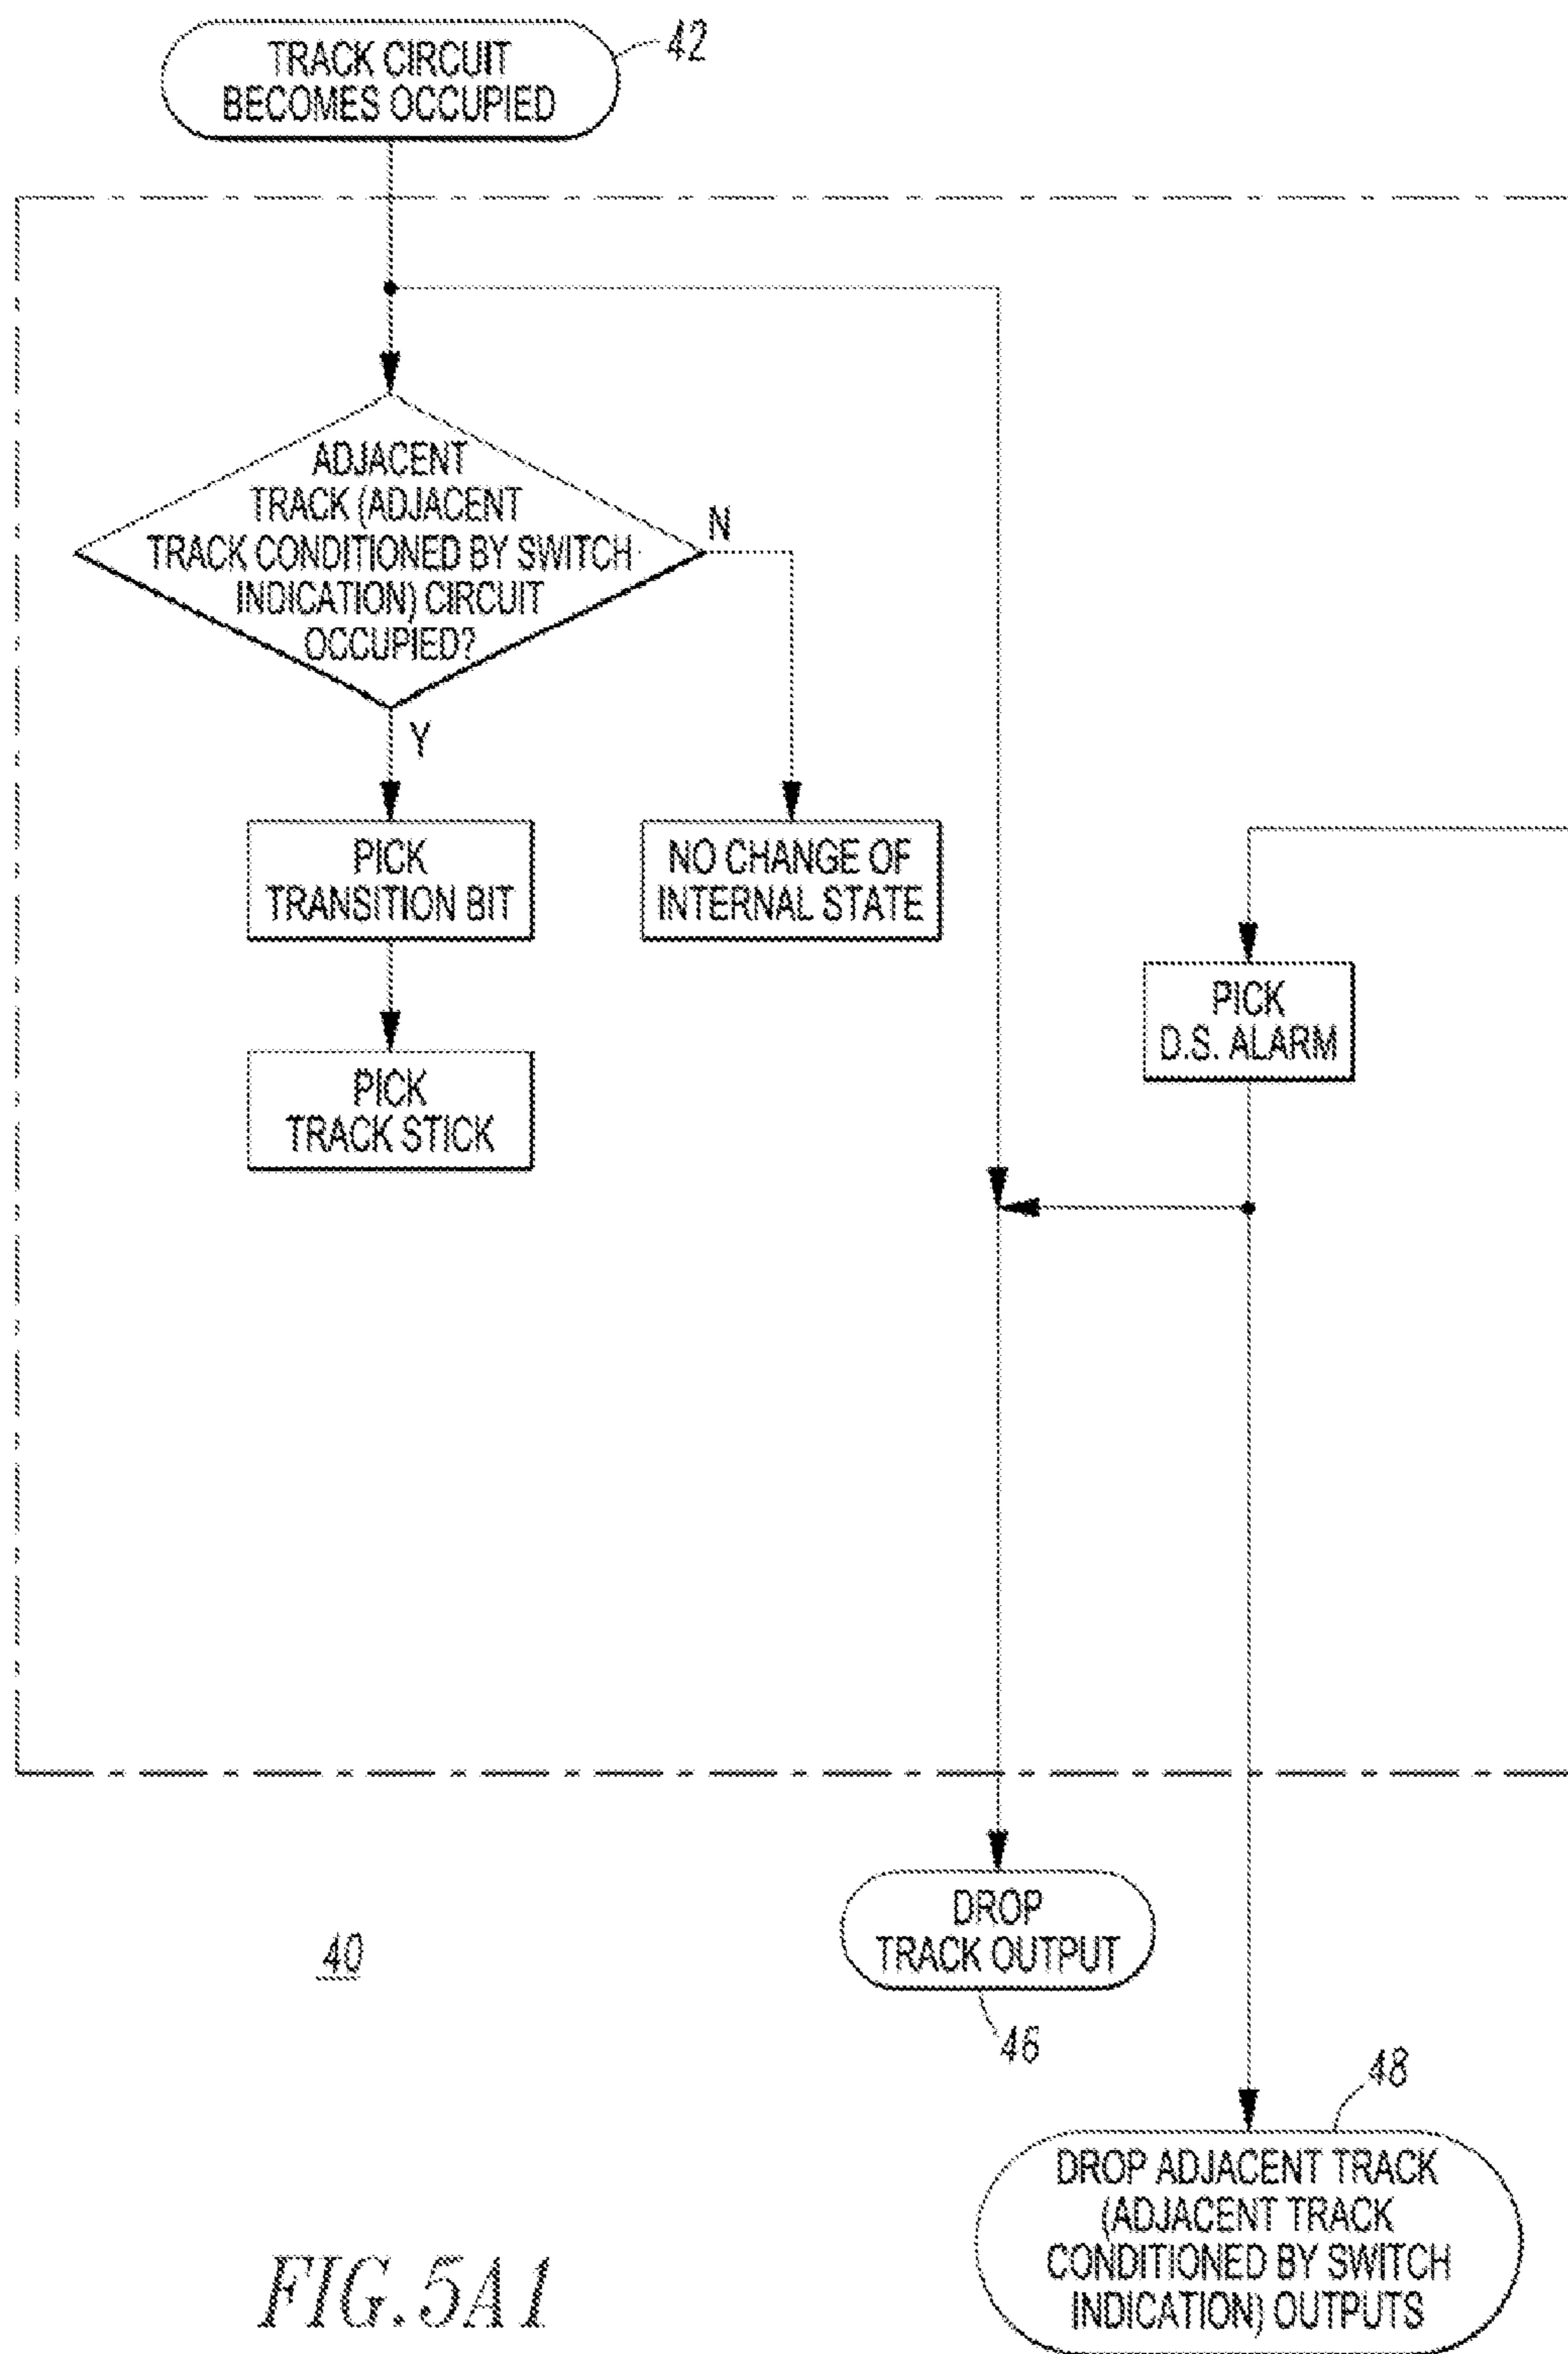 TRACK CIRCUIT
BECOMES OCCUPIED
42
ADJACENT
TRACK (ADJACENT
TRACK CONDITIONED BY SWITCH
INDICATION) CIRCUIT
OCCUPIED?
N
Y
PICK
TRANSITION BIT
NO CHANGE OF
INTERNAL STATE
PICK
D.S. ALARM
PICK
TRACK STICK
DROP
TRACK OUTPUT
46
40
48
DROP ADJACENT TRACK
(ADJACENT TRACK
CONDITIONED BY SWITCH
INDICATION) OUTPUTS
FIG. 5A1